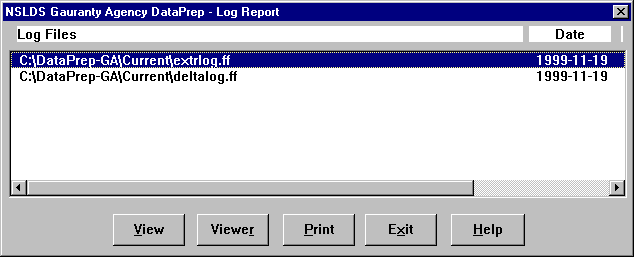 NSLDS Gauranty Agency DataPrep - Log Report
Log Files Date
C:\DataPrep-GA\Current\extrlog.ff 1999-11-19
C:\DataPrep-GA\Current\deltalog.ff 1999-11-19
View Viewer Print Exit Help